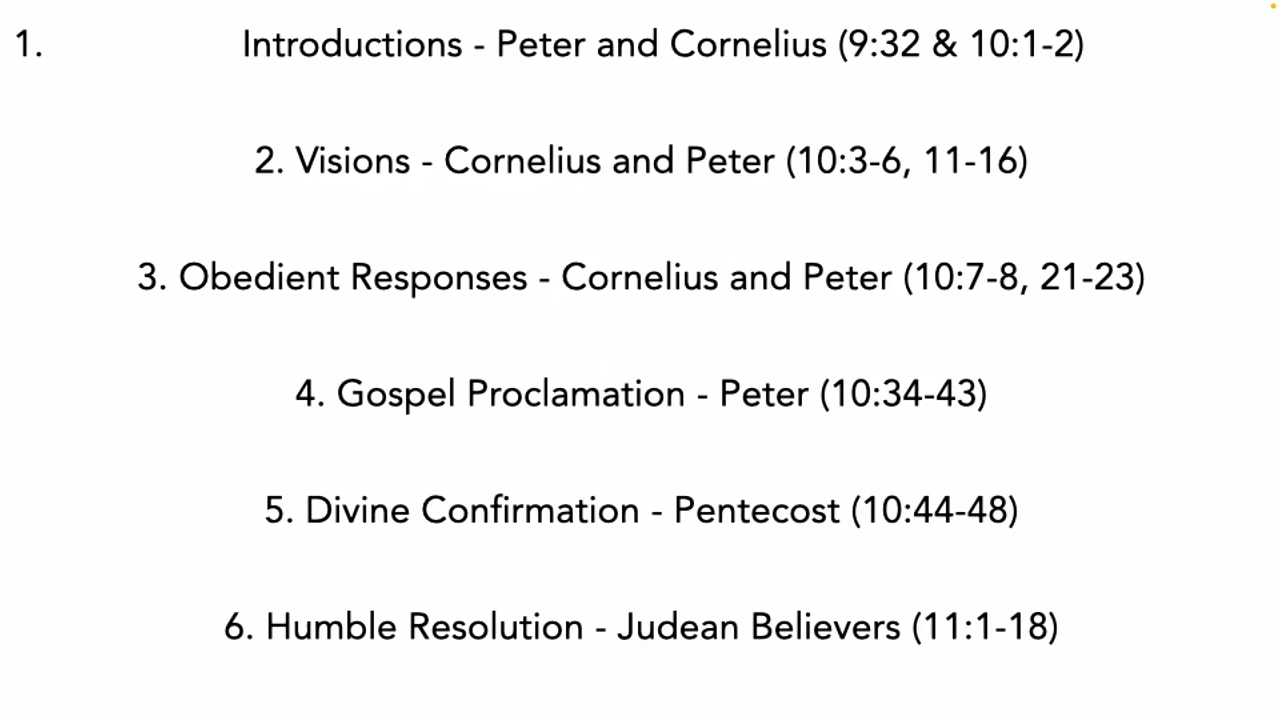 1. Introductions - Peter and Cornelius (9:32 & 10:1-2)
2. Visions - Cornelius and Peter (10:3-6, 11-16)
3. Obedient Responses - Cornelius and Peter (10:7-8, 21-23)
4. Gospel Proclamation - Peter (10:34-43)
5. Divine Confirmation - Pentecost (10:44-48)
6. Humble Resolution - Judean Believers (11:1-18)